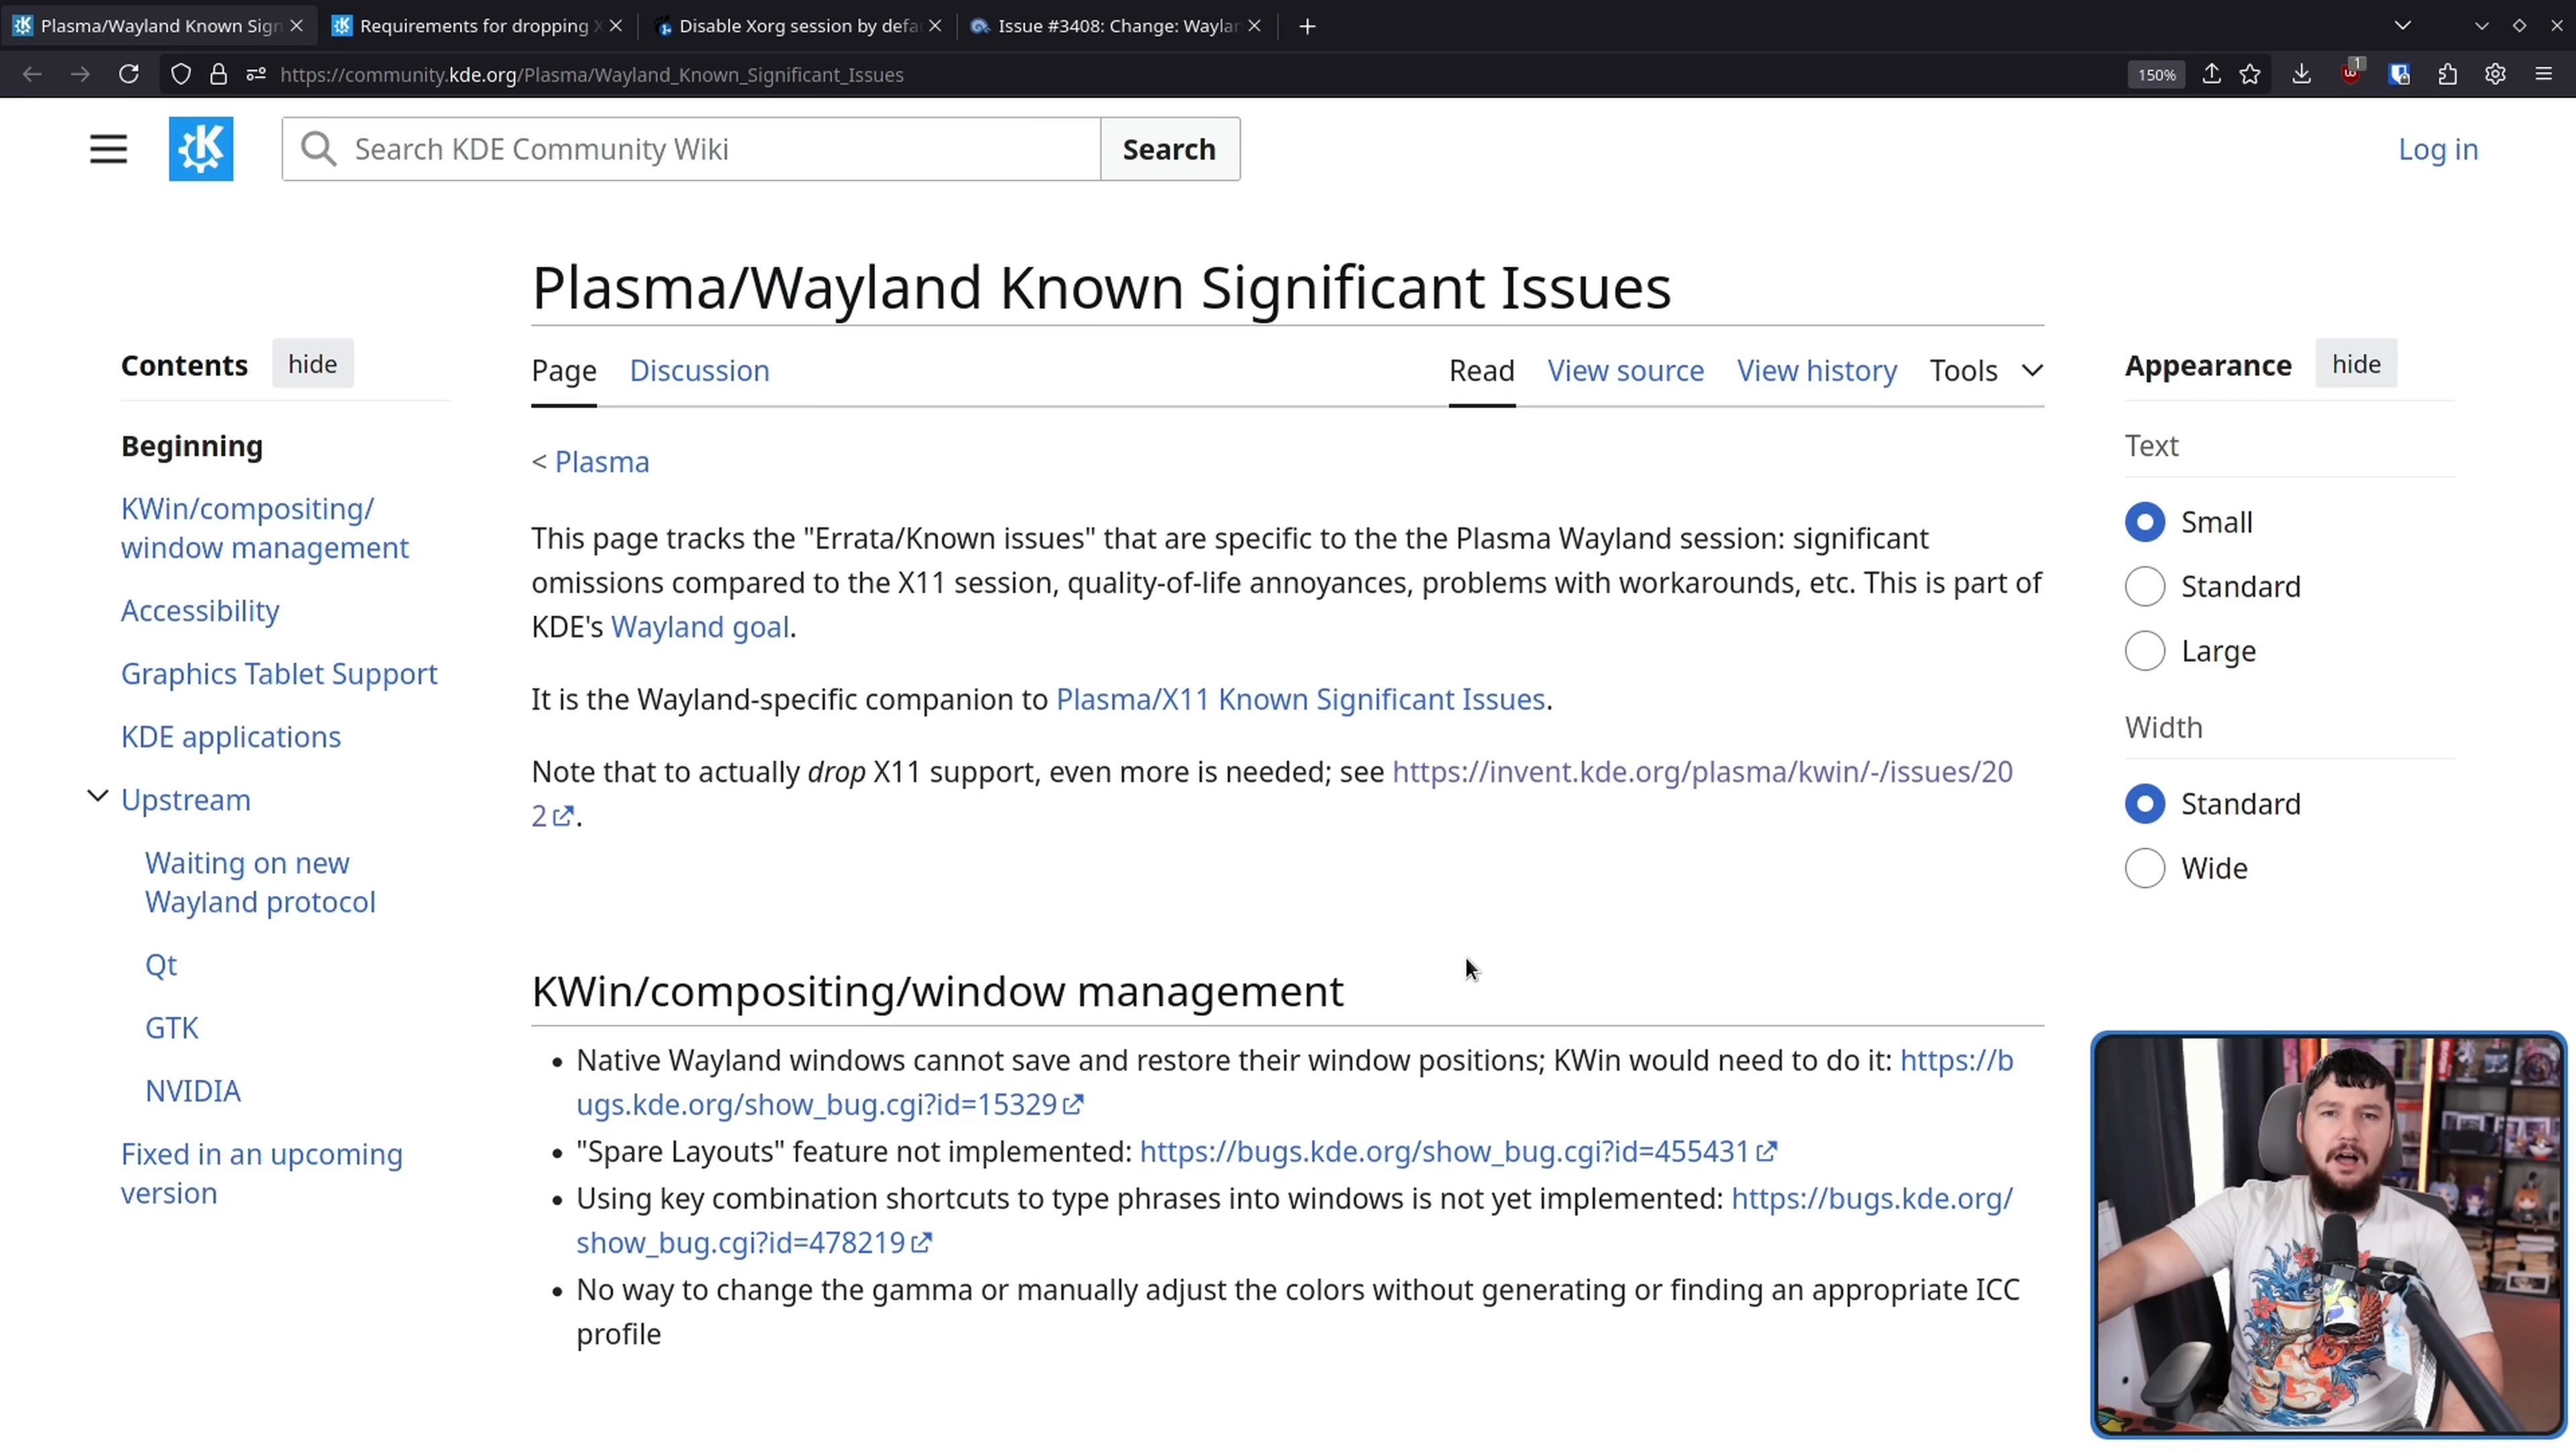 Plasma/Wayland Known Sign
Requirements for dropping X
Disable Xorg session by defau
Issue #3408: Change: Waylan
https://community.kde.org/Plasma/Wayland_Known_Significant_Issues
150%
1
Search KDE Community Wiki
Search
Log in
Plasma/Wayland Known Significant Issues
Contents hide
Page Discussion Read View source View history Tools
Appearance hide
Beginning
KWin/compositing/
window management
Accessibility
Graphics Tablet Support
KDE applications
Upstream
Waiting on new
Wayland protocol
Qt
GTK
NVIDIA
Fixed in an upcoming
version
< Plasma
This page tracks the "Errata/Known issues" that are specific to the the Plasma Wayland session: significant
omissions compared to the X11 session, quality-of-life annoyances, problems with workarounds, etc. This is part of
KDE's Wayland goal.
It is the Wayland-specific companion to Plasma/X11 Known Significant Issues.
Note that to actually drop X11 support, even more is needed; see https://invent.kde.org/plasma/kwin/-/issues/20
2.
KWin/compositing/window management
• Native Wayland windows cannot save and restore their window positions; KWin would need to do it: https://b
ugs.kde.org/show_bug.cgi?id=15329
• "Spare Layouts" feature not implemented: https://bugs.kde.org/show_bug.cgi?id=455431
• Using key combination shortcuts to type phrases into windows is not yet implemented: https://bugs.kde.org/
show_bug.cgi?id=478219
• No way to change the gamma or manually adjust the colors without generating or finding an appropriate ICC
profile
Text
Small
Standard
Large
Width
Standard
Wide